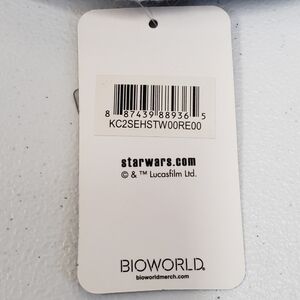 8 87439 88936 5
KC2SEHSTW00RE00
starwars.com
© & ™ Lucasfilm Ltd.
BIOWORLD®
bioworldmerch.com